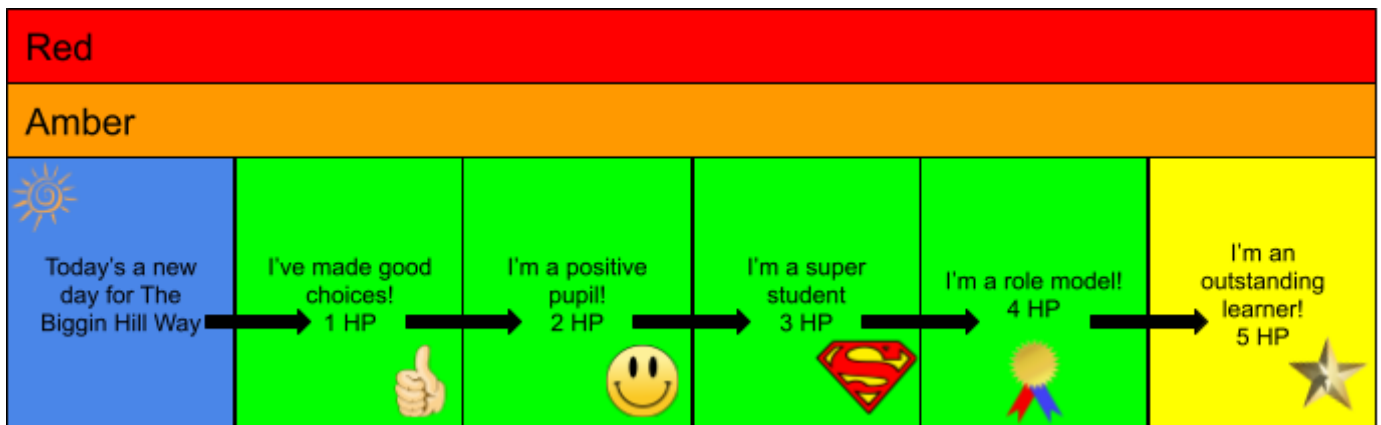 Red
Amber
Today's a new
day for The
Biggin Hill Way
I've made good
choices!
1 HP
I'm a positive
pupil!
2 HP
I'm a super
student
3 HP
I'm a role model!
4 HP
I'm an
outstanding
learner!
5 HP